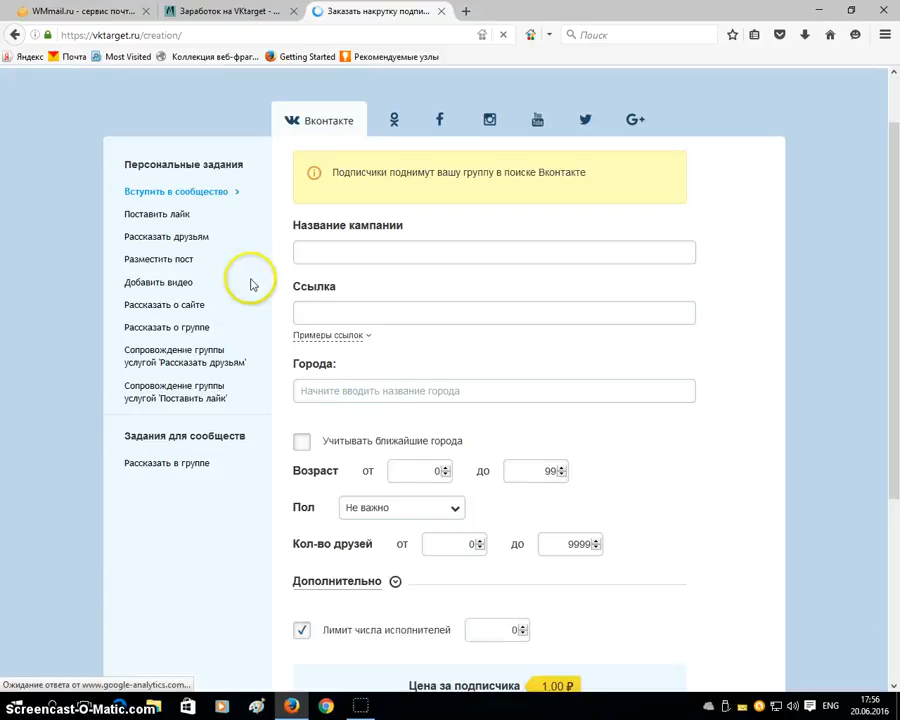 WMmail.ru - сервис почт...
Заработок на VKtarget - ...
Заказать накрутку подпи...
https://vktarget.ru/creation/
Поиск
Яндекс
Почта
Most Visited
Коллекция веб-фраг...
Getting Started
Рекомендуемые узлы
Вконтакте
Персональные задания
Вступить в сообщество >
Поставить лайк
Рассказать друзьям
Разместить пост
Добавить видео
Рассказать о сайте
Рассказать о группе
Сопровождение группы
услугой 'Рассказать друзьям'
Сопровождение группы
услугой 'Поставить лайк'
Задания для сообществ
Рассказать в группе
Подписчики поднимут вашу группу в поиске Вконтакте
Название кампании
Ссылка
Примеры ссылок
Города:
Начните вводить название города
Учитывать ближайшие города
Возраст от 0 до 99
Пол Не важно
Кол-во друзей от 0 до 9999
Дополнительно
Лимит числа исполнителей 0
Цена за подписчика 1.00 ₽
Ожидание ответа от www.google-analytics.com...
Screencast-O-Matic.com
ENG
17:56
20.06.2016